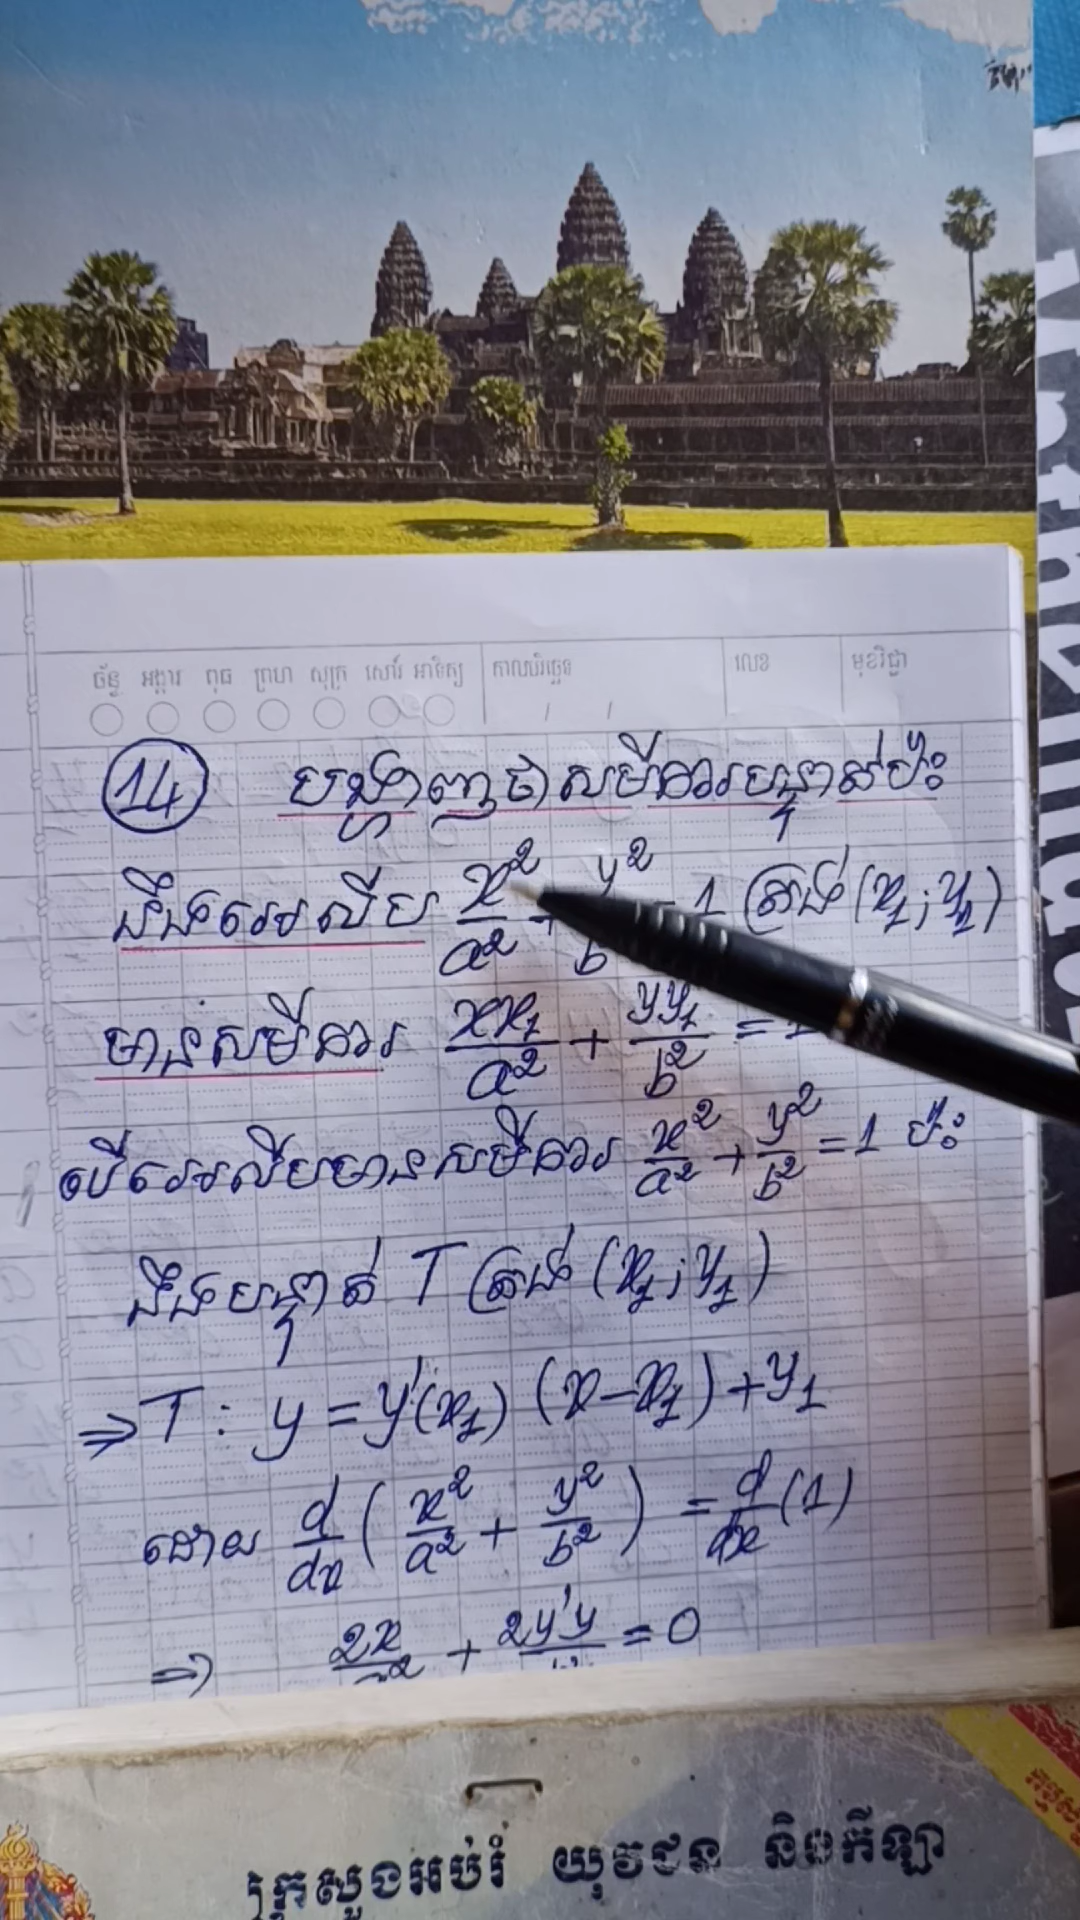 ច័ន្ទ អង្គារ ពុធ ព្រហ សុក្រ សៅរ៍ អាទិត្យ កាលបរិច្ឆេទ លេខ មុខវិជ្ជា
14 បង្ហាញថាសមីការបន្ទាត់ប៉ះ
នឹងអេលីប x²/a² + y² = 1 ត្រង់ (x₁; y₁)
មានសមីការ xx₁/a² + yy₁/b² = 1
បើអេលីបមានសមីការ x²/a² + y²/b² = 1 ប៉ះ
នឹងបន្ទាត់ T ត្រង់ (x₁; y₁)
⇒ T : y = y'(x₁) (x - x₁) + y₁
ដោយ d/dx ( x²/a² + y²/b² ) = d/dx (1)
⇒ 2x + 2y'y = 0
ក្រសួងអប់រំ យុវជន និងកីឡា